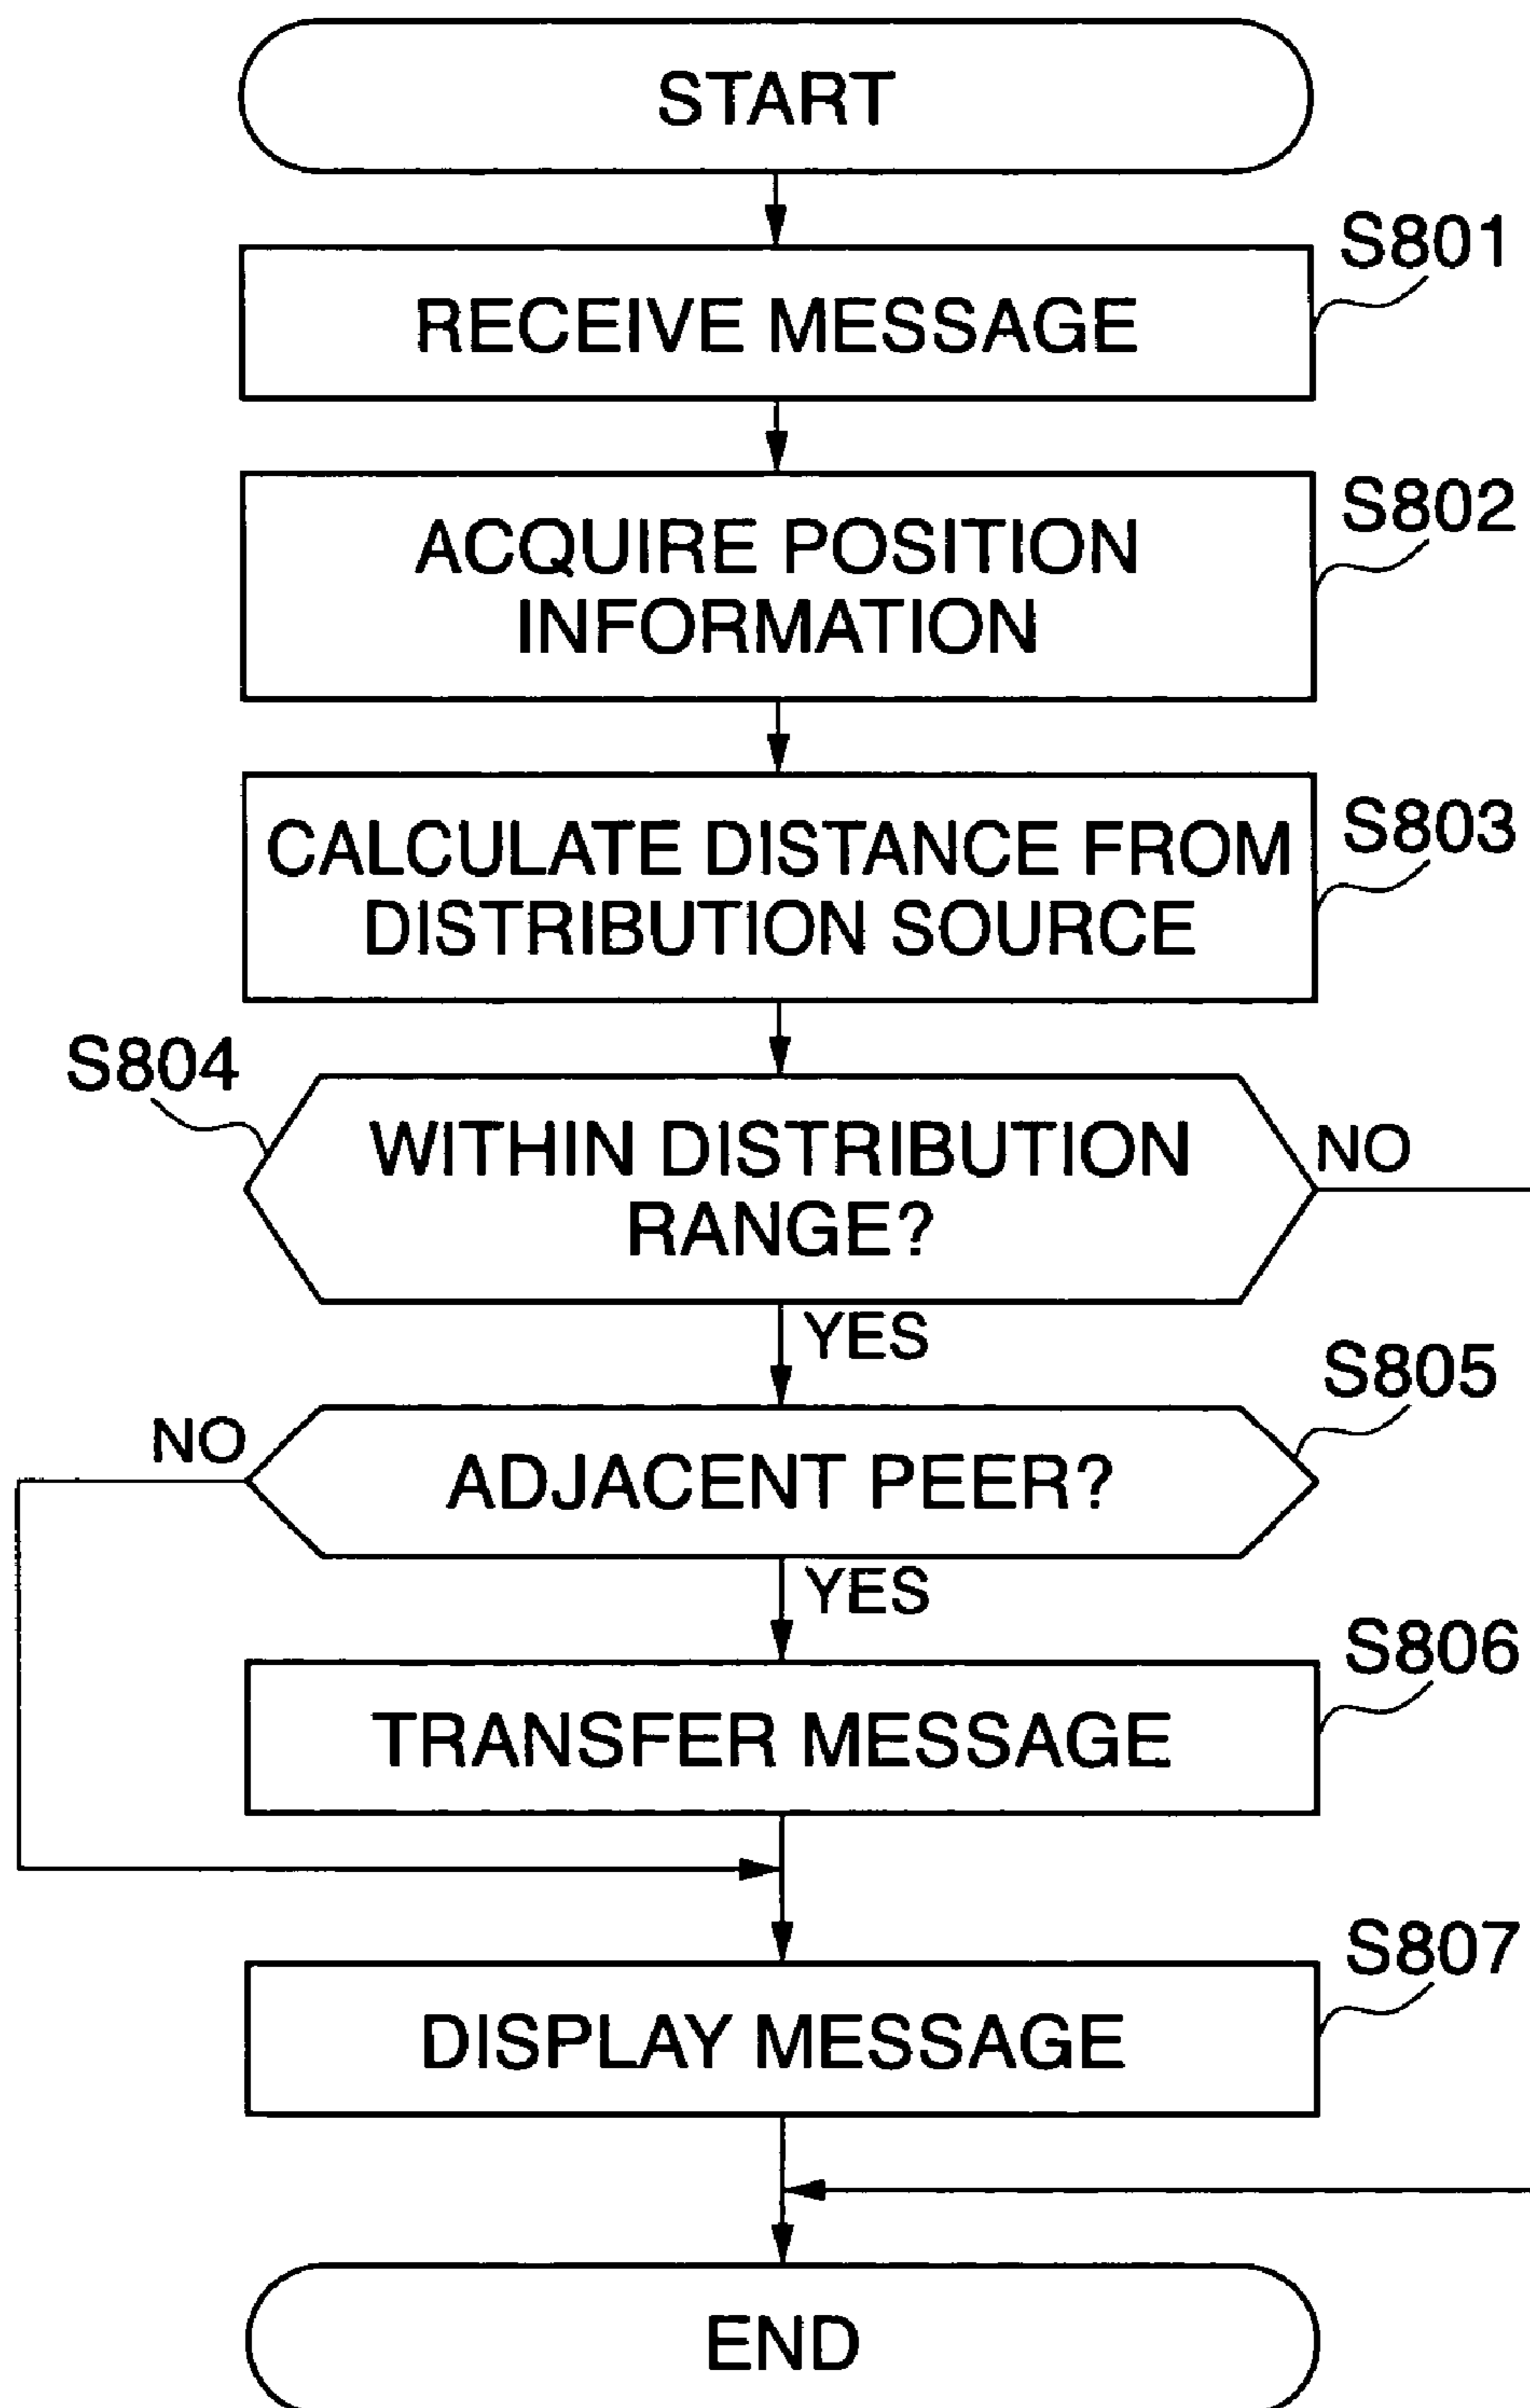 START
S801
RECEIVE MESSAGE
S802
ACQUIRE POSITION
INFORMATION
S803
CALCULATE DISTANCE FROM
DISTRIBUTION SOURCE
S804
WITHIN DISTRIBUTION
RANGE?
NO
YES
S805
NO
ADJACENT PEER?
YES
S806
TRANSFER MESSAGE
S807
DISPLAY MESSAGE
END